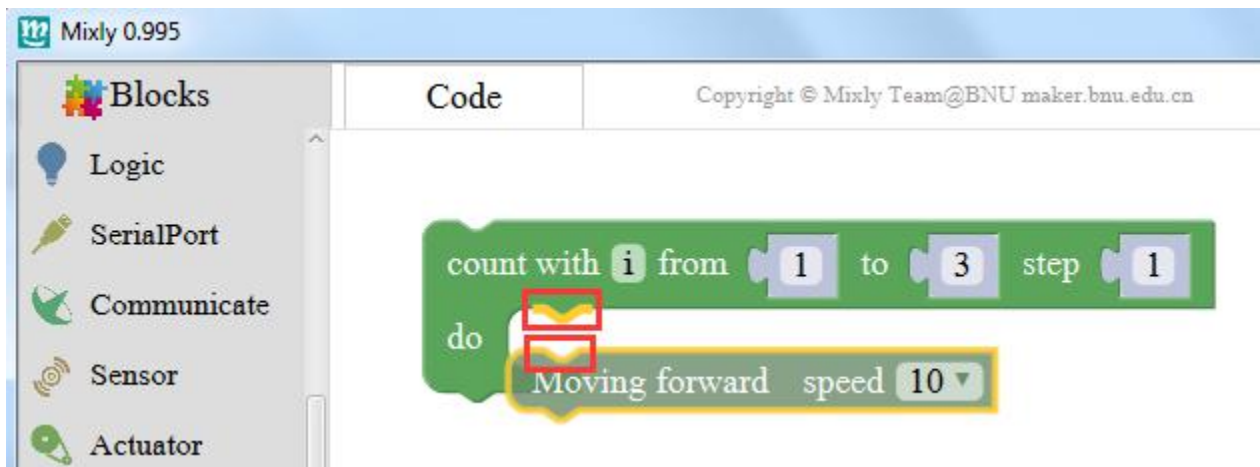 Mixly 0.995
Blocks
Code
Copyright © Mixly Team@BNU maker.bnu.edu.cn
Logic
SerialPort
Communicate
Sensor
Actuator
count with i from 1 to 3 step 1
do
Moving forward speed 10